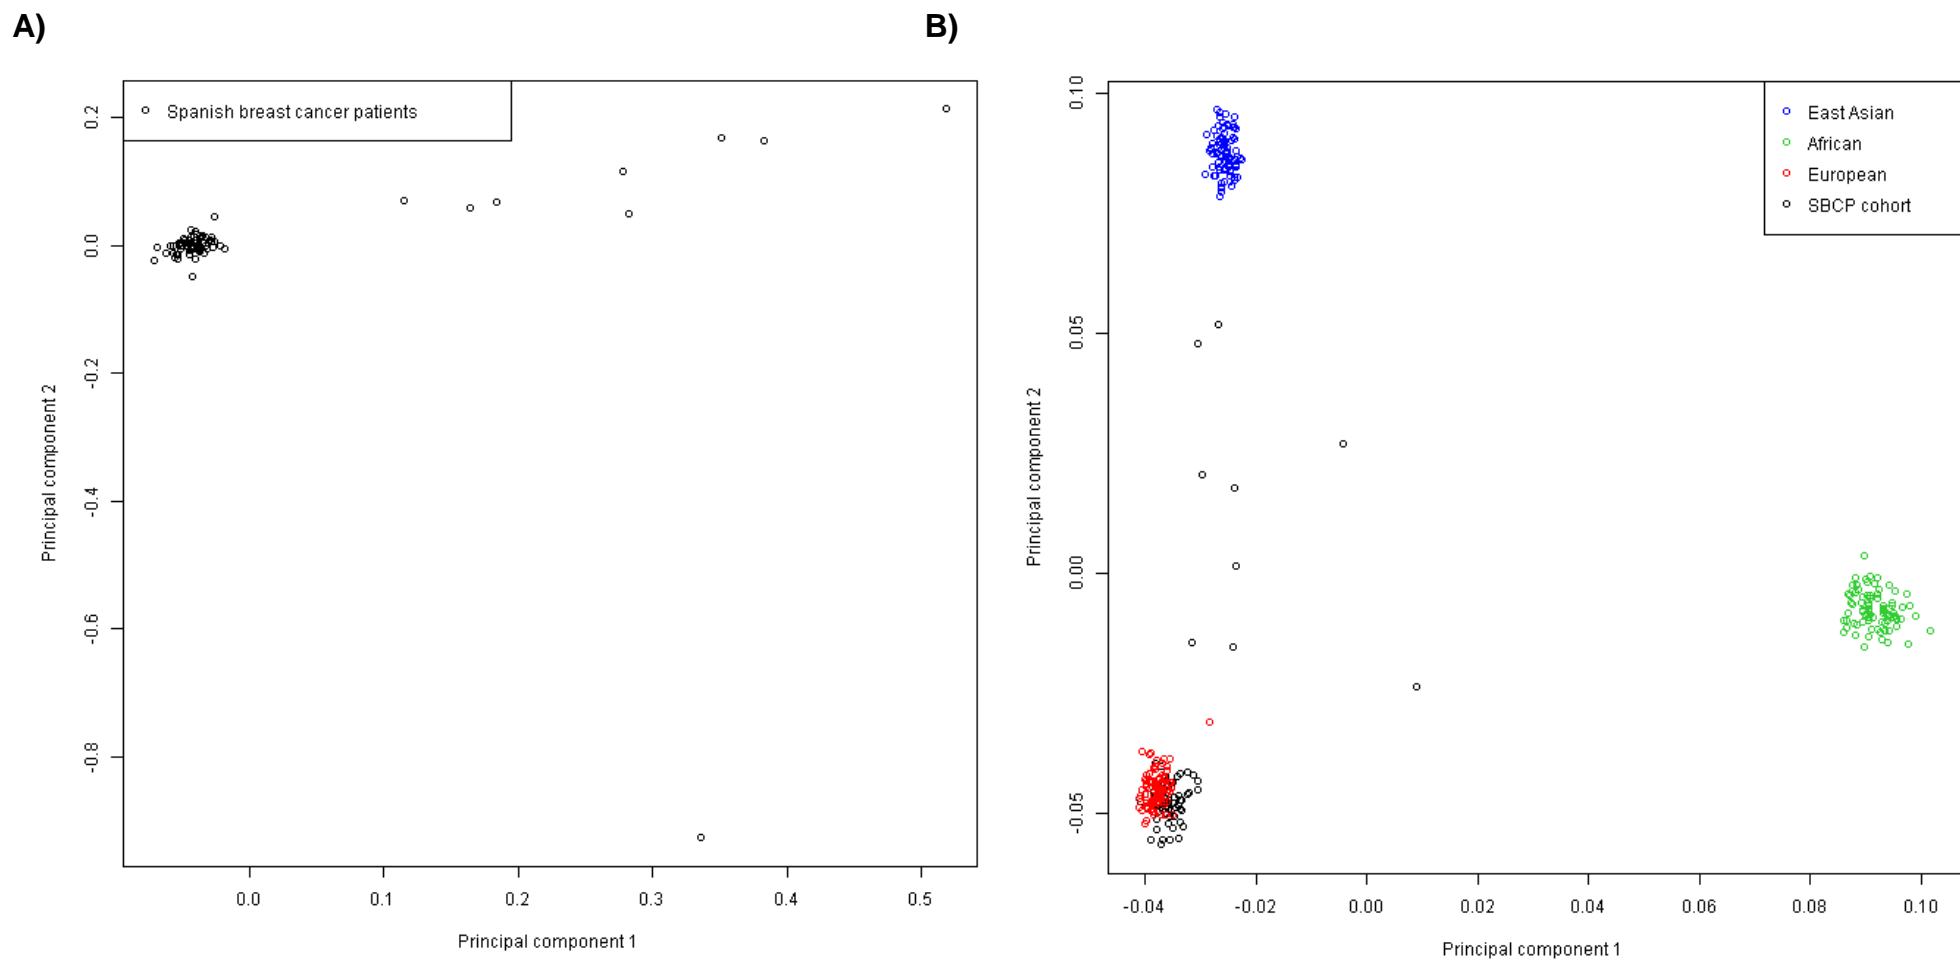 A)
Spanish breast cancer patients
0.2
0.0
-0.2
-0.4
-0.6
-0.8
Principal component 2
0.0
0.1
0.2
0.3
0.4
0.5
Principal component 1
B)
East Asian
African
European
SBCP cohort
0.10
0.05
0.00
-0.05
Principal component 2
-0.04
-0.02
0.00
0.02
0.04
0.06
0.08
0.10
Principal component 1